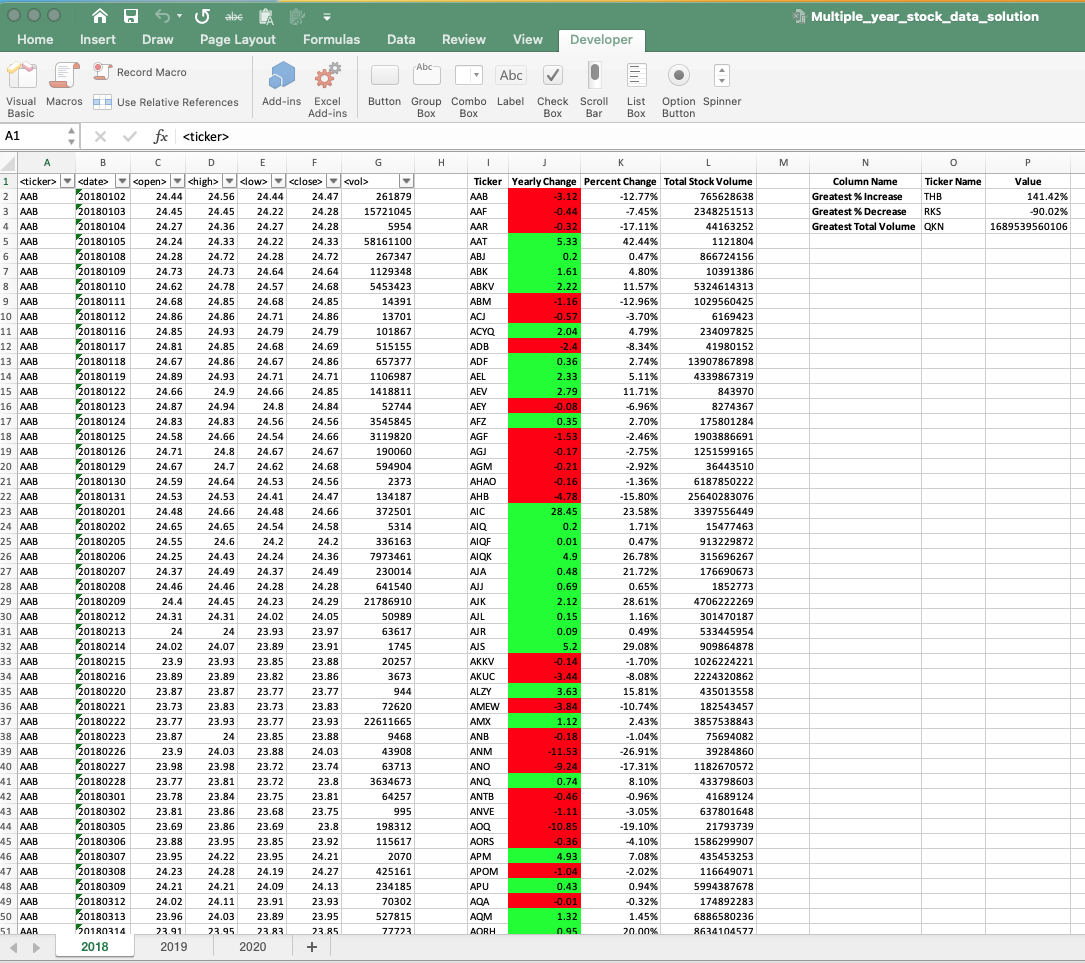 abc Multiple_year_stock_data_solution
Home Insert Draw Page Layout Formulas Data Review View Developer
Visual Basic Macros Record Macro Use Relative References Add-ins Excel Add-ins Button Abc Group Box Combo Box Abc Label Check Box Scroll Bar List Box Option Button Spinner
A1 fx <ticker>
A B C D E F G H I J K L M N O P
1 <ticker> <date> <open> <high> <low> <close> <vol> Ticker Yearly Change Percent Change Total Stock Volume Column Name Ticker Name Value
2 AAB 20180102 24.44 24.56 24.44 24.47 261879 AAB -3.12 -12.77% 765628638 Greatest % Increase THB 141.42%
3 AAB 20180103 24.45 24.45 24.22 24.28 15721045 AAF -0.44 -7.45% 2348251513 Greatest % Decrease RKS -90.02%
4 AAB 20180104 24.27 24.36 24.27 24.28 5954 AAR -0.32 -17.11% 44163252 Greatest Total Volume QKN 1689539560106
5 AAB 20180105 24.24 24.33 24.22 24.33 58161100 AAT 5.33 42.44% 1121804
6 AAB 20180108 24.28 24.72 24.28 24.72 267347 ABJ 0.2 0.47% 866724156
7 AAB 20180109 24.73 24.73 24.64 24.64 1129348 ABK 1.61 4.80% 10391386
8 AAB 20180110 24.62 24.78 24.57 24.68 5453423 ABKV 2.22 11.57% 5324614313
9 AAB 20180111 24.68 24.85 24.68 24.85 14391 ABM -1.16 -12.96% 1029560425
10 AAB 20180112 24.86 24.86 24.71 24.86 13701 ACJ -0.57 -3.70% 6169423
11 AAB 20180116 24.85 24.93 24.79 24.79 101867 ACYQ 2.04 4.79% 234097825
12 AAB 20180117 24.81 24.85 24.68 24.69 515155 ADB -2.4 -8.34% 41980152
13 AAB 20180118 24.67 24.86 24.67 24.86 657377 ADF 0.36 2.74% 13907867898
14 AAB 20180119 24.89 24.93 24.71 24.71 1106987 AEL 2.33 5.11% 4339867319
15 AAB 20180122 24.66 24.9 24.66 24.85 1418811 AEV 2.79 11.71% 843970
16 AAB 20180123 24.87 24.94 24.8 24.84 52744 AEY -0.08 -6.96% 8274367
17 AAB 20180124 24.83 24.83 24.56 24.56 3545845 AFZ 0.35 2.70% 175801284
18 AAB 20180125 24.58 24.66 24.54 24.66 3119820 AGF -1.53 -2.46% 1903886691
19 AAB 20180126 24.71 24.8 24.67 24.67 190060 AGJ -0.17 -2.75% 1251599165
20 AAB 20180129 24.67 24.7 24.62 24.68 594904 AGM -0.21 -2.92% 36443510
21 AAB 20180130 24.59 24.64 24.53 24.56 2373 AHAO -0.16 -1.36% 6187850222
22 AAB 20180131 24.53 24.53 24.41 24.47 134187 AHB -4.78 -15.80% 25640283076
23 AAB 20180201 24.48 24.66 24.48 24.66 372501 AIC 28.45 23.58% 3397556449
24 AAB 20180202 24.65 24.65 24.54 24.58 5314 AIQ 0.2 1.71% 15477463
25 AAB 20180205 24.55 24.6 24.2 24.2 336163 AIQF 0.01 0.47% 913229872
26 AAB 20180206 24.25 24.43 24.24 24.36 7973461 AIQK 4.9 26.78% 315696267
27 AAB 20180207 24.37 24.49 24.37 24.49 230014 AJA 0.48 21.72% 176690673
28 AAB 20180208 24.46 24.46 24.28 24.28 641540 AJJ 0.69 0.65% 1852773
29 AAB 20180209 24.4 24.45 24.23 24.29 21786910 AJK 2.12 28.61% 4706222269
30 AAB 20180212 24.31 24.31 24.02 24.05 50989 AJL 0.15 1.16% 301470187
31 AAB 20180213 24 24 23.93 23.97 63617 AJR 0.09 0.49% 533445954
32 AAB 20180214 24.02 24.07 23.89 23.91 1745 AJS 5.2 29.08% 909864878
33 AAB 20180215 23.9 23.93 23.85 23.88 20257 AKKV -0.14 -1.70% 1026224221
34 AAB 20180216 23.89 23.89 23.82 23.86 3673 AKUC -3.44 -8.08% 2224320862
35 AAB 20180220 23.87 23.87 23.77 23.77 944 ALZY 3.63 15.81% 435013558
36 AAB 20180221 23.73 23.83 23.73 23.83 72620 AMEW -3.84 -10.74% 182543457
37 AAB 20180222 23.77 23.93 23.77 23.93 22611665 AMX 1.12 2.43% 3857538843
38 AAB 20180223 23.87 24 23.85 23.88 9468 ANB -0.18 -1.04% 75694082
39 AAB 20180226 23.9 24.03 23.88 24.03 43908 ANM -11.53 -26.91% 39284860
40 AAB 20180227 23.98 23.98 23.72 23.74 63713 ANO -9.24 -17.31% 1182670572
41 AAB 20180228 23.77 23.81 23.72 23.8 3634673 ANQ 0.74 8.10% 433798603
42 AAB 20180301 23.78 23.84 23.75 23.81 64257 ANTB -0.46 -0.96% 41689124
43 AAB 20180302 23.81 23.86 23.68 23.75 995 ANVE -1.11 -3.05% 637801648
44 AAB 20180305 23.69 23.86 23.69 23.8 198312 AOQ -10.85 -19.10% 21793739
45 AAB 20180306 23.88 23.95 23.85 23.92 115617 AORS -0.36 -4.10% 1586299907
46 AAB 20180307 23.95 24.22 23.95 24.21 2070 APM 4.93 7.08% 435453253
47 AAB 20180308 24.23 24.28 24.19 24.27 425161 APOM -1.04 -2.02% 116649071
48 AAB 20180309 24.21 24.21 24.09 24.13 234185 APU 0.43 0.94% 5994387678
49 AAB 20180312 24.02 24.11 23.91 23.93 70302 AQA -0.01 -0.32% 174892283
50 AAB 20180313 23.96 24.03 23.89 23.95 527815 AQM 1.32 1.45% 6886580236
51 AAB 20180314 23.91 23.95 23.83 23.85 77723 AORH 0.95 20.00% 8634104577
2018 2019 2020 +